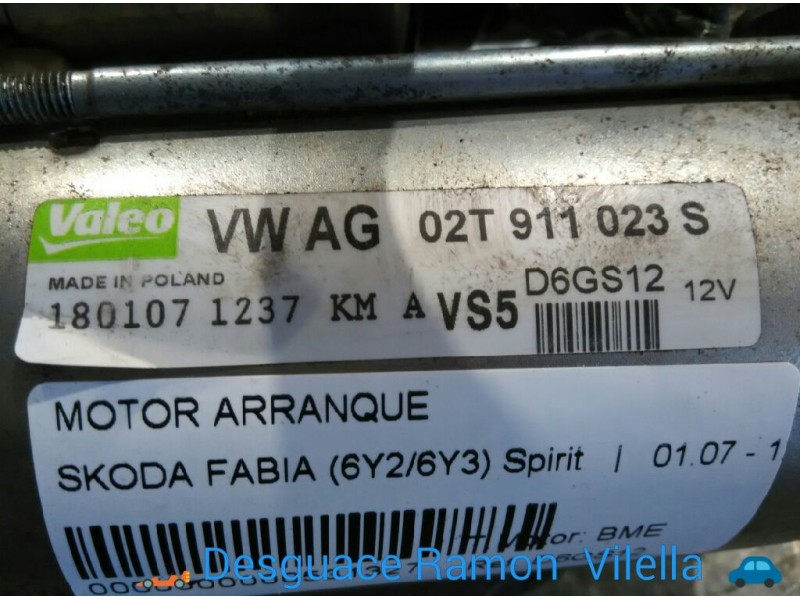 Valeo VW AG 02T 911 023 S
MADE IN POLAND D6GS12 12V
180107 1237 KM A VS5
MOTOR ARRANQUE
SKODA FABIA (6Y2/6Y3) Spirit | 01.07 - 1
Motor: BME
Desguace Ramon Vilella